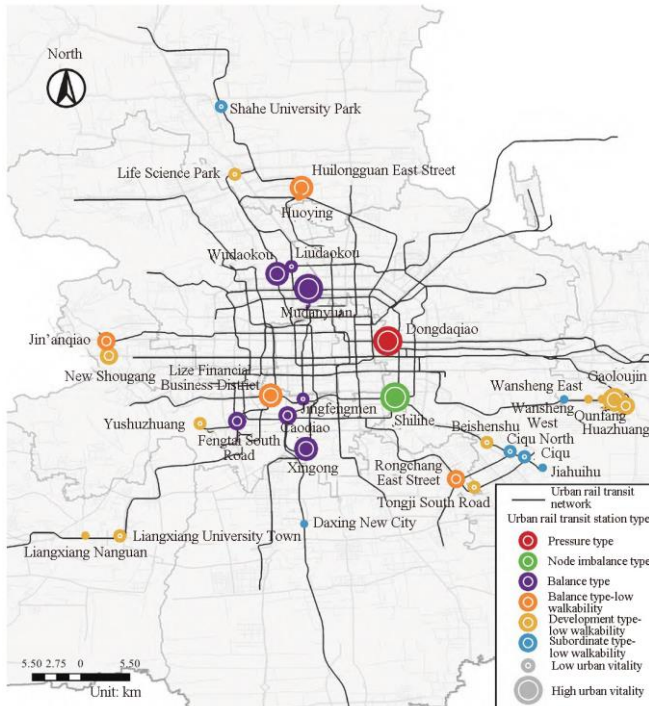 North
Shahe University Park
Life Science Park
Huilongguan East Street
Huoying
Wudaokou
Liudaokou
Mudanyuan
Jin'anqiao
Dongdaqiao
New Shougang
Lize Financial
Business District
Gaoloujin
Wansheng East
Jingfengmen
Yushuzhuang
Caoqiao
Shilihe
Wansheng
West
Qunfang
Huazhuang
Beishenshu
Fengtai South
Road
Ciqu North
Ciqu
Xingong
Rongchang
East Street
Jiahuihu
Tongji South Road
Daxing New City
Liangxiang University Town
Liangxiang Nanguan
Urban rail transit
network
Urban rail transit station type
Pressure type
Node imbalance type
Balance type
Balance type-low
walkability
Development type-
low walkability
Subordinate type-
low walkability
Low urban vitality
High urban vitality
5.50 2.75 0 5.50
Unit: km